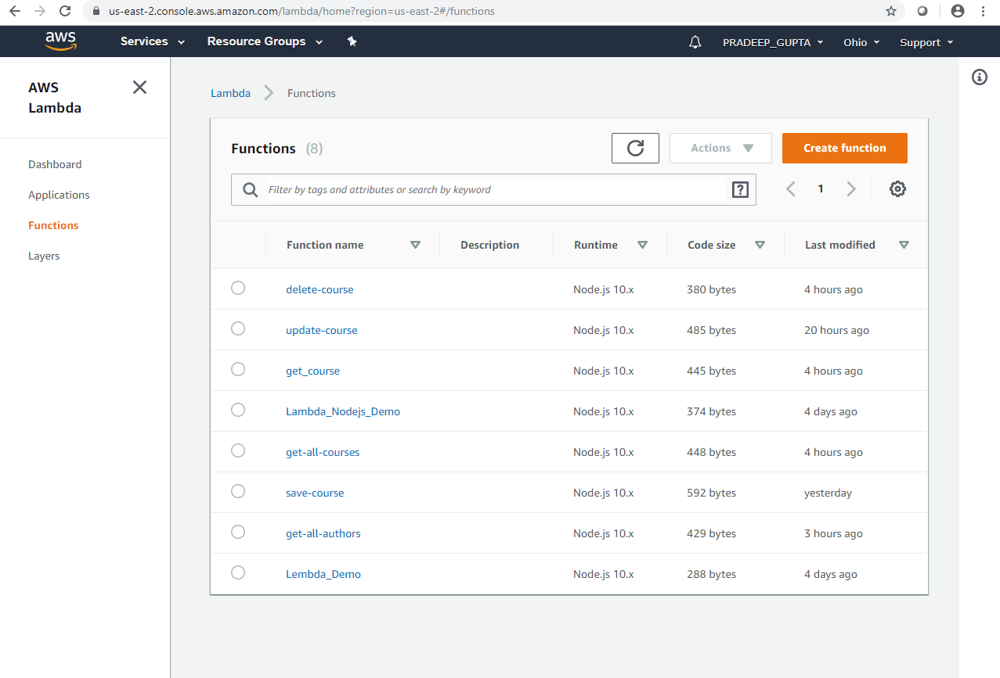 us-east-2.console.aws.amazon.com/lambda/home?region=us-east-2#/functions
aws Services Resource Groups PRADEEP_GUPTA Ohio Support
AWS
Lambda
Dashboard
Applications
Functions
Layers
Lambda Functions
Functions (8) Actions Create function
Filter by tags and attributes or search by keyword ? 1
Function name Description Runtime Code size Last modified
delete-course Node.js 10.x 380 bytes 4 hours ago
update-course Node.js 10.x 485 bytes 20 hours ago
get_course Node.js 10.x 445 bytes 4 hours ago
Lambda_Nodejs_Demo Node.js 10.x 374 bytes 4 days ago
get-all-courses Node.js 10.x 448 bytes 4 hours ago
save-course Node.js 10.x 592 bytes yesterday
get-all-authors Node.js 10.x 429 bytes 3 hours ago
Lembda_Demo Node.js 10.x 288 bytes 4 days ago